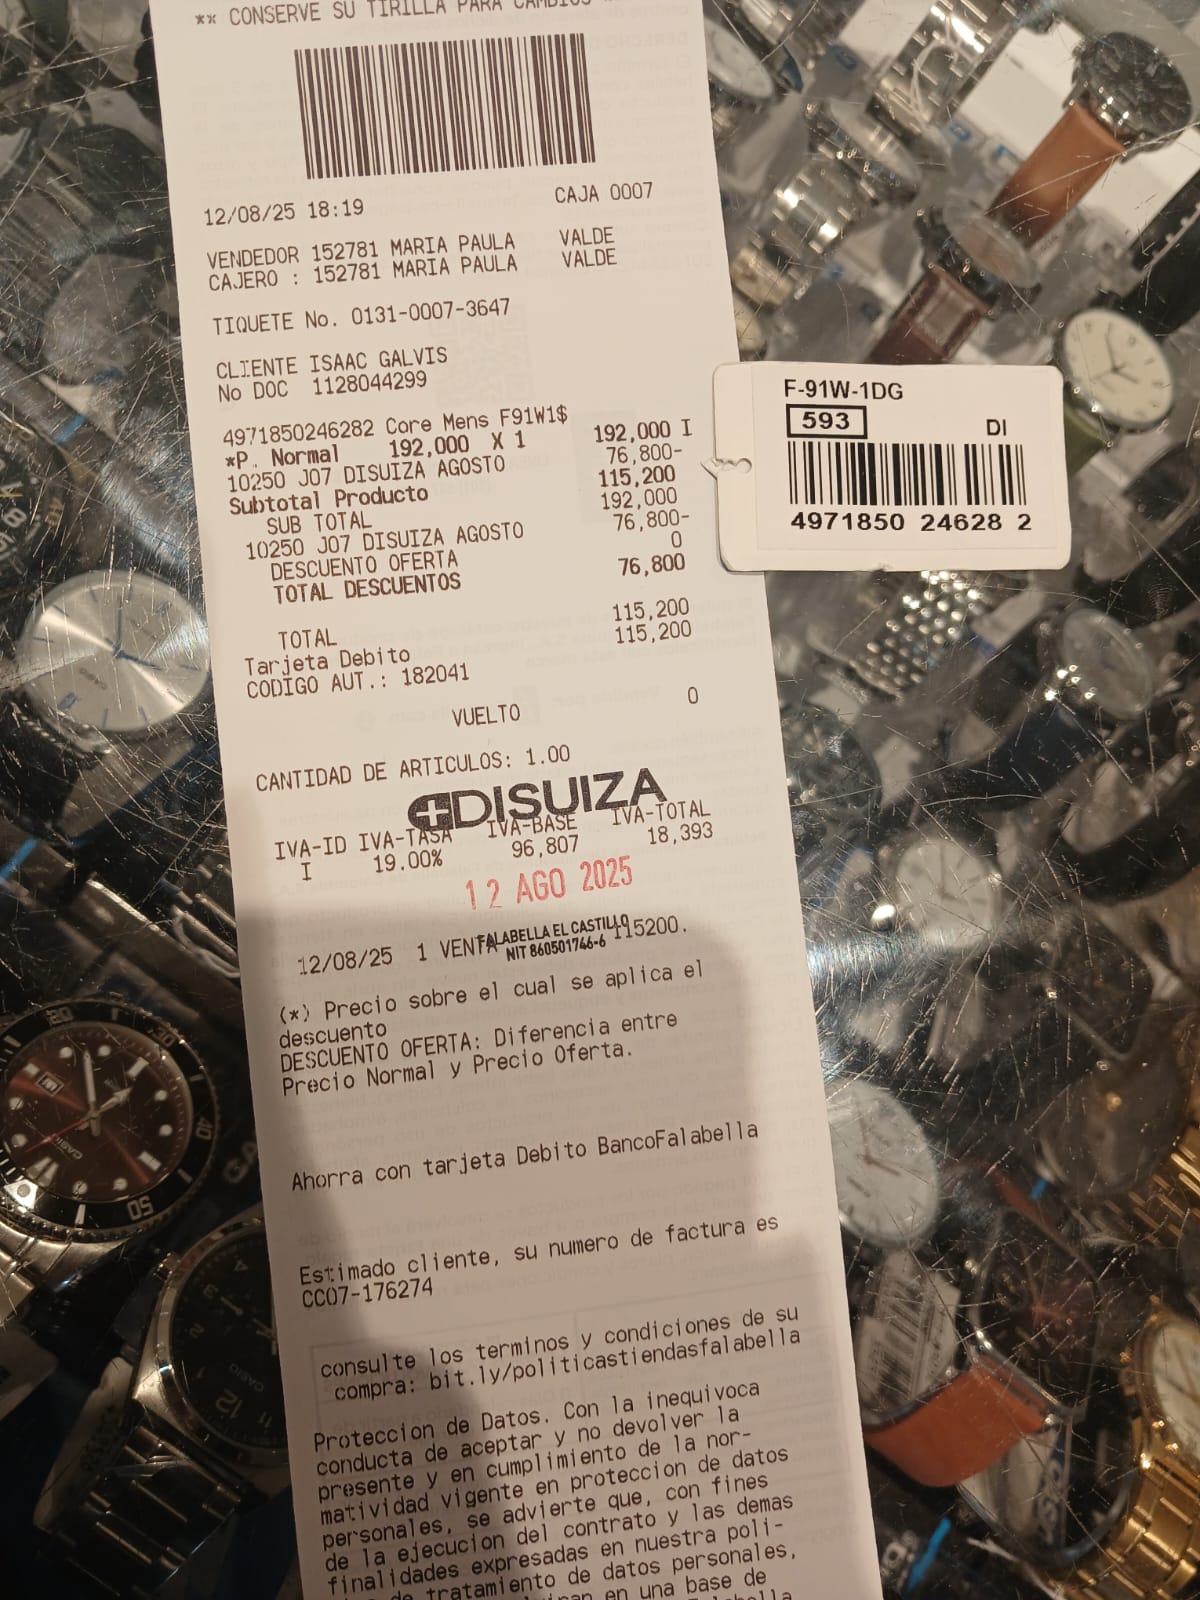 ** CONSERVE SU TIRILLA PARA CAMBIOS
12/08/25 18:19 CAJA 0007
VENDEDOR 152781 MARIA PAULA VALDE
CAJERO : 152781 MARIA PAULA VALDE
TIQUETE No. 0131-0007-3647
CLIENTE ISAAC GALVIS
No DOC 1128044299
4971850246282 Core Mens F91W1$
*P. Normal 192,000 X 1 192,000 I
10250 J07 DISUIZA AGOSTO 76,800-
Subtotal Producto 115,200
SUB TOTAL 192,000
10250 J07 DISUIZA AGOSTO 76,800-
DESCUENTO OFERTA 0
TOTAL DESCUENTOS 76,800
TOTAL 115,200
Tarjeta Debito 115,200
CODIGO AUT.: 182041
VUELTO 0
CANTIDAD DE ARTICULOS: 1.00
DISUIZA
IVA-ID IVA-TASA IVA-BASE IVA-TOTAL
I 19.00% 96,807 18,393
12 AGO 2025
FALABELLA EL CASTILLO
NIT 860501746-6
12/08/25 1 VENTA 115200.
(*) Precio sobre el cual se aplica el
descuento
DESCUENTO OFERTA: Diferencia entre
Precio Normal y Precio Oferta.
Ahorra con tarjeta Debito BancoFalabella
Estimado cliente, su numero de factura es
CC07-176274
consulte los terminos y condiciones de su
compra: bit.ly/politicastiendasfalabella
Proteccion de Datos. Con la inequivoca
conducta de aceptar y no devolver la
presente y en cumplimiento de la nor-
matividad vigente en proteccion de datos
personales, se advierte que, con fines
de la ejecucion del contrato y las demas
finalidades expresadas en nuestra poli-
de tratamiento de datos personales,
en una base de
F-91W-1DG
593 DI
4971850 24628 2